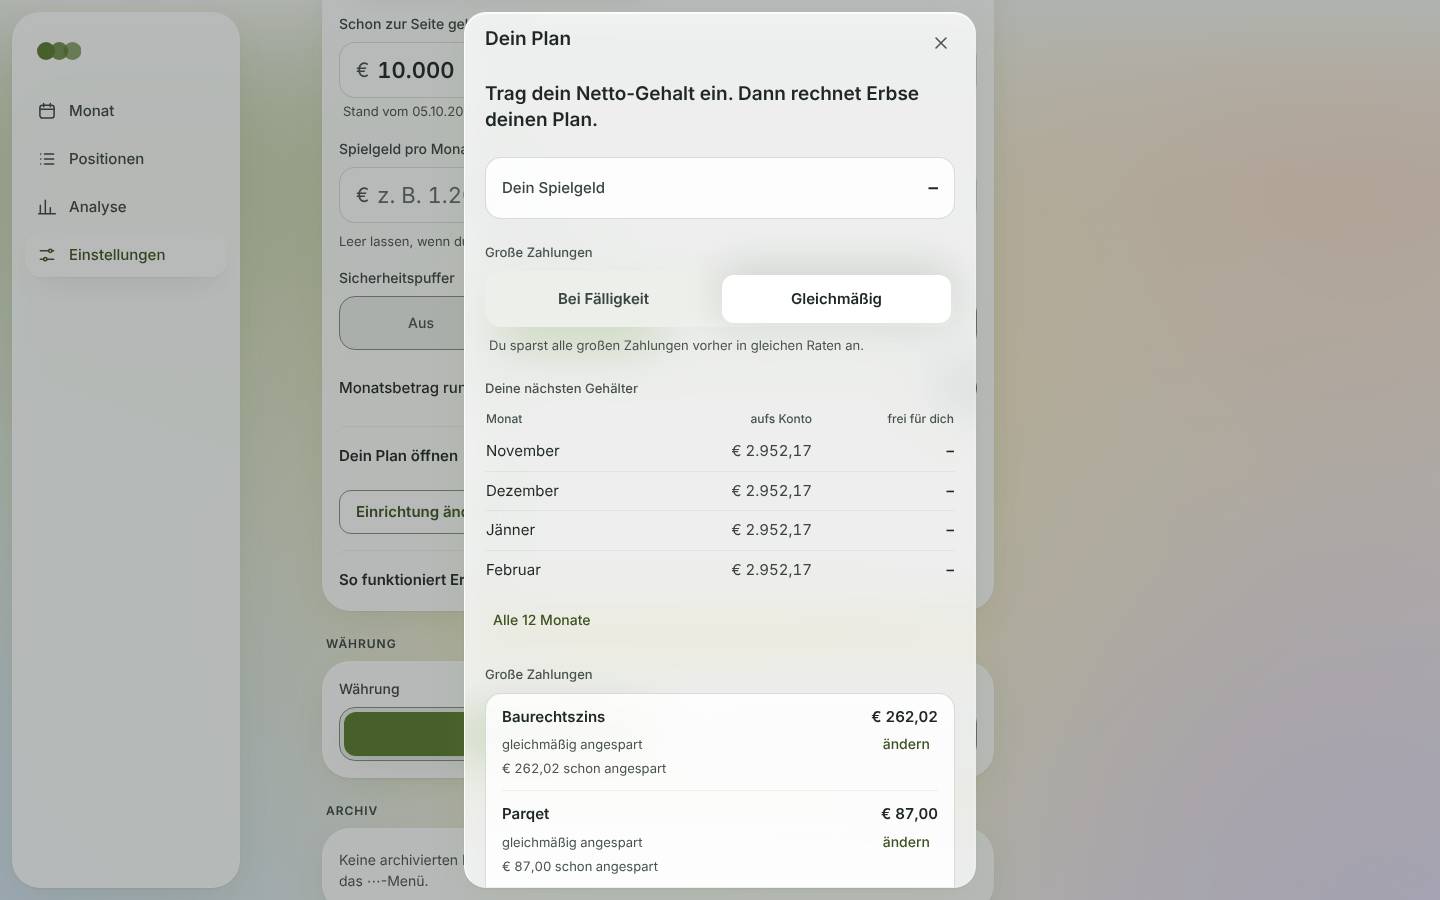 Monat
Positionen
Analyse
Einstellungen
Schon zur Seite
€ 10.000
Stand vom 05.10.20
Spielgeld pro Mona
€ z. B. 1.2
Leer lassen, wenn du
Sicherheitspuffer
Aus
Monatsbetrag run
Dein Plan öffnen
Einrichtung änd
So funktioniert Er
WÄHRUNG
Währung
ARCHIV
Keine archivierten
das ···-Menü.
Dein Plan
Trag dein Netto-Gehalt ein. Dann rechnet Erbse
deinen Plan.
Dein Spielgeld –
Große Zahlungen
Bei Fälligkeit Gleichmäßig
Du sparst alle großen Zahlungen vorher in gleichen Raten an.
Deine nächsten Gehälter
Monat aufs Konto frei für dich
November € 2.952,17 –
Dezember € 2.952,17 –
Jänner € 2.952,17 –
Februar € 2.952,17 –
Alle 12 Monate
Große Zahlungen
Baurechtszins € 262,02
gleichmäßig angespart ändern
€ 262,02 schon angespart
Parqet € 87,00
gleichmäßig angespart ändern
€ 87,00 schon angespart